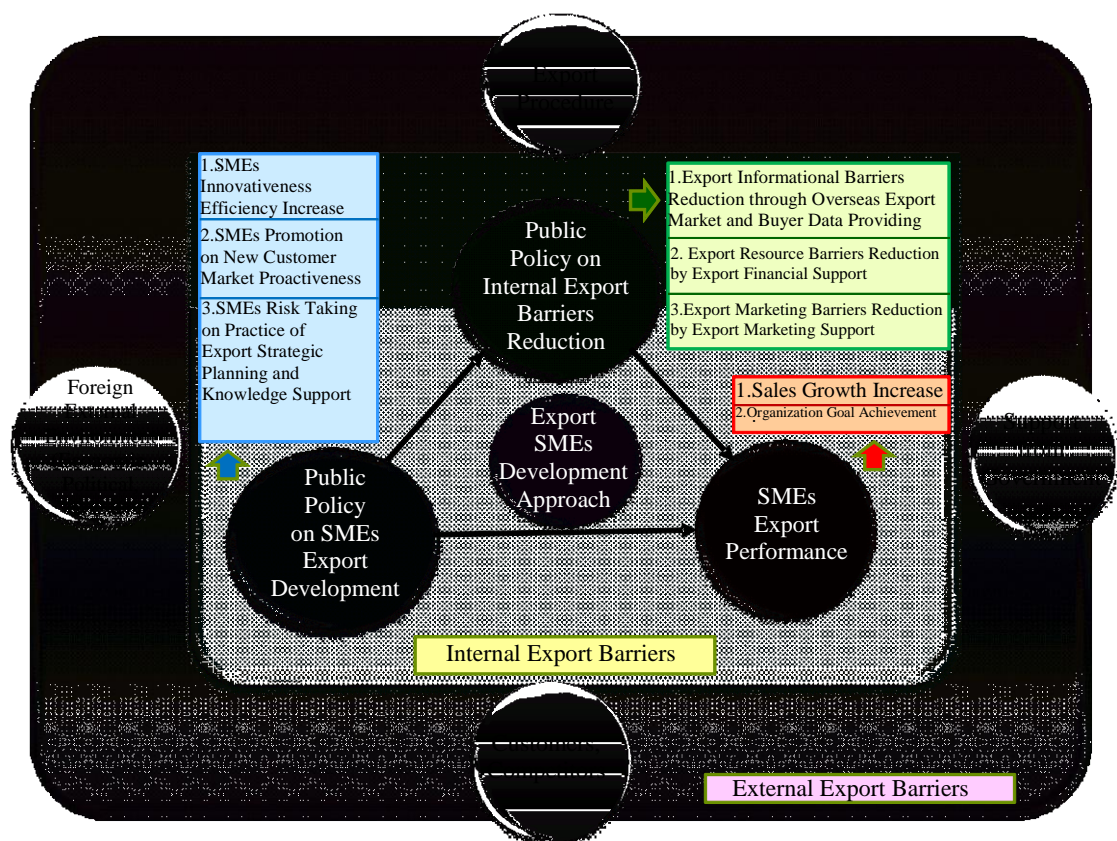 Export
Procedure
1.SMEs
Innovativeness
Efficiency Increase
2.SMEs Promotion
on New Customer
Market Proactiveness
3.SMEs Risk Taking
on Practice of
Export Strategic
Planning and
Knowledge Support
1.Export Informational Barriers
Reduction through Overseas Export
Market and Buyer Data Providing
2. Export Resource Barriers Reduction
by Export Financial Support
3.Export Marketing Barriers Reduction
by Export Marketing Support
Public
Policy on
Internal Export
Barriers
Reduction
1.Sales Growth Increase
2.Organization Goal Achievement
Foreign
Political
Export
SMEs
Development
Approach
Public
Policy
on SMEs
Export
Development
SMEs
Export
Performance
Internal Export Barriers
Customers
External Export Barriers